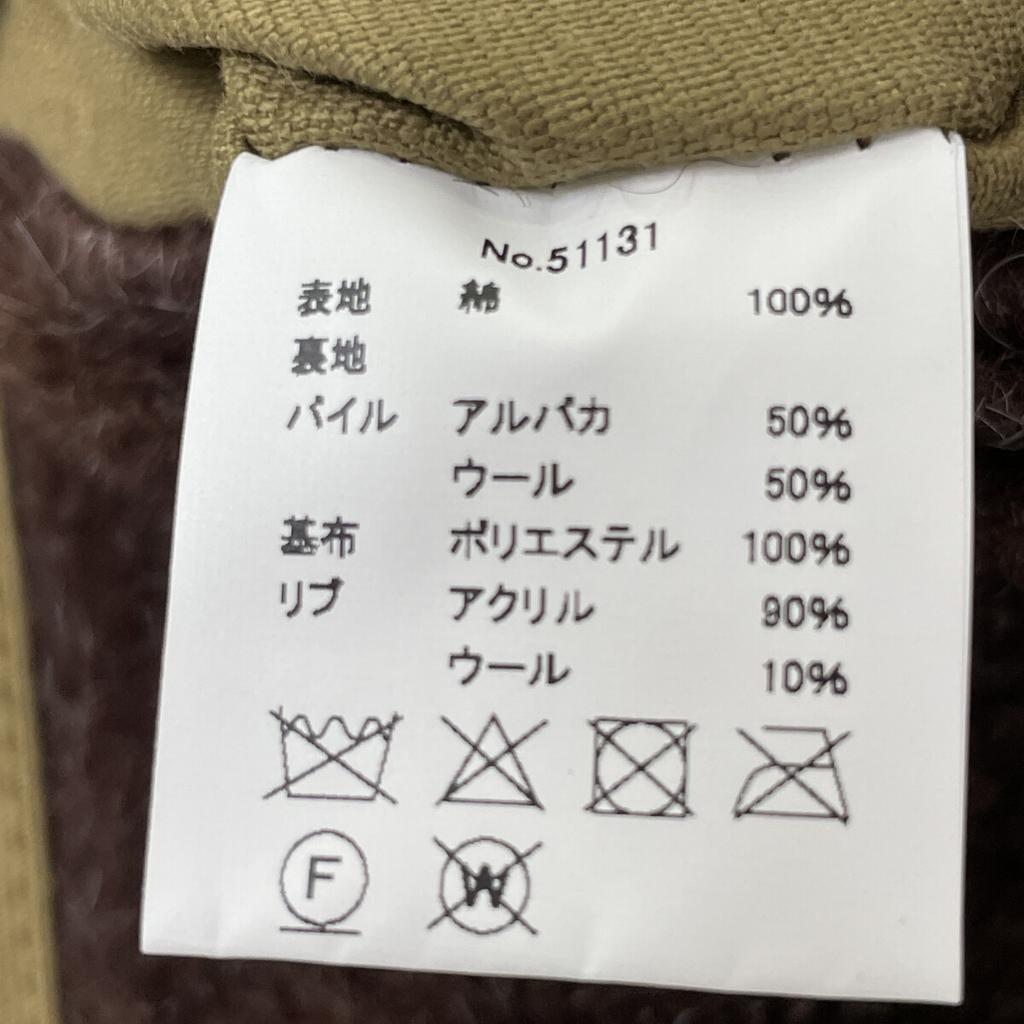 No.51131
表地 綿 100%
裏地
パイル アルパカ 50%
ウール 50%
基布 ポリエステル 100%
リブ アクリル 90%
ウール 10%
F W